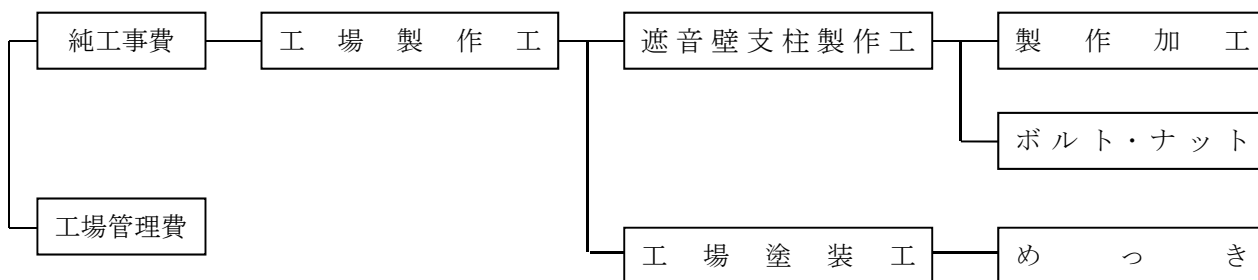 純工事費
工場製作工
遮音壁支柱製作工
製作加工
ボルト・ナット
工場管理費
工場塗装工
めっき